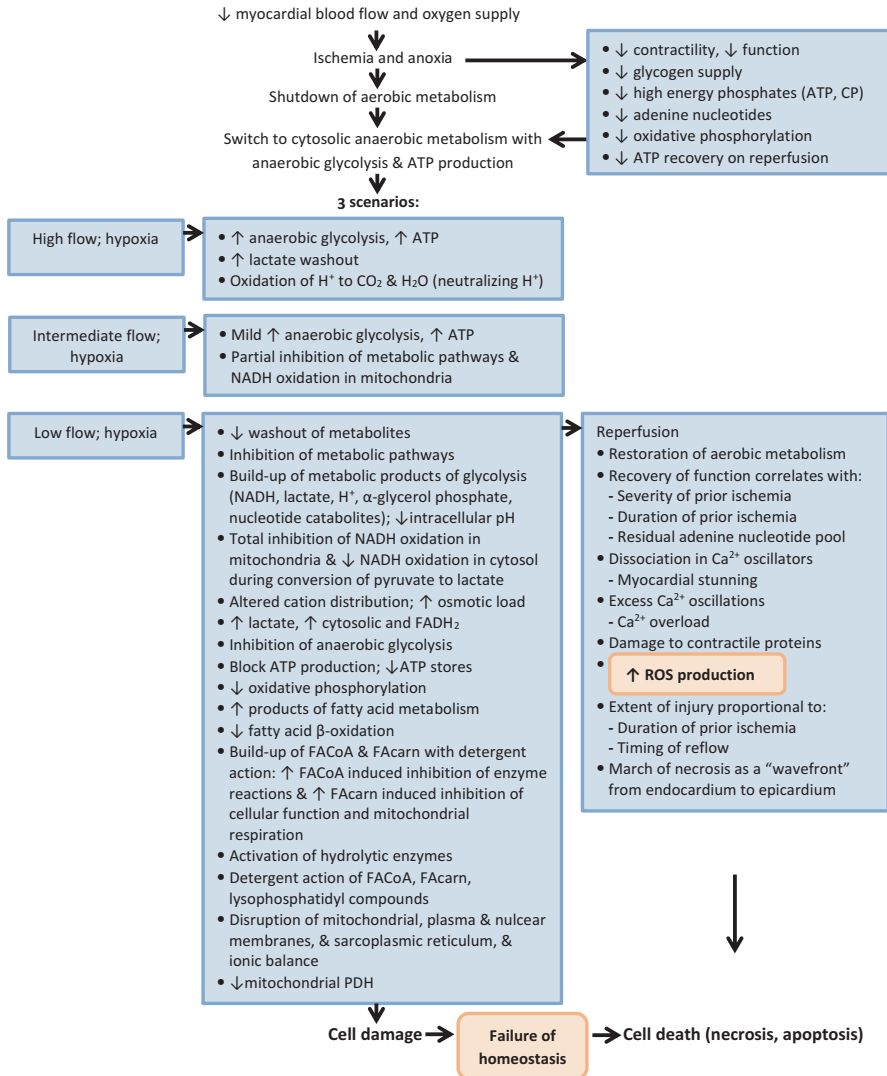 ↓ myocardial blood flow and oxygen supply
Ischemia and anoxia
Shutdown of aerobic metabolism
Switch to cytosolic anaerobic metabolism with
anaerobic glycolysis & ATP production
• ↓ contractility, ↓ function
• ↓ glycogen supply
• ↓ high energy phosphates (ATP, CP)
• ↓ adenine nucleotides
• ↓ oxidative phosphorylation
• ↓ ATP recovery on reperfusion
3 scenarios:
High flow; hypoxia
• ↑ anaerobic glycolysis, ↑ ATP
• ↑ lactate washout
• Oxidation of H⁺ to CO₂ & H₂O (neutralizing H⁺)
Intermediate flow;
hypoxia
• Mild ↑ anaerobic glycolysis, ↑ ATP
• Partial inhibition of metabolic pathways &
NADH oxidation in mitochondria
Low flow; hypoxia
• ↓ washout of metabolites
• Inhibition of metabolic pathways
• Build-up of metabolic products of glycolysis
(NADH, lactate, H⁺, α-glycerol phosphate,
nucleotide catabolites); ↓intracellular pH
• Total inhibition of NADH oxidation in
mitochondria & ↓ NADH oxidation in cytosol
during conversion of pyruvate to lactate
• Altered cation distribution; ↑ osmotic load
• ↑ lactate, ↑ cytosolic and FADH₂
• Inhibition of anaerobic glycolysis
• Block ATP production; ↓ATP stores
• ↓ oxidative phosphorylation
• ↑ products of fatty acid metabolism
• ↓ fatty acid β-oxidation
• Build-up of FACoA & FAcarn with detergent
action: ↑ FACoA induced inhibition of enzyme
reactions & ↑ FAcarn induced inhibition of
cellular function and mitochondrial
respiration
• Activation of hydrolytic enzymes
• Detergent action of FACoA, FAcarn,
lysophosphatidyl compounds
• Disruption of mitochondrial, plasma & nulcear
membranes, & sarcoplasmic reticulum, &
ionic balance
• ↓mitochondrial PDH
Reperfusion
• Restoration of aerobic metabolism
• Recovery of function correlates with:
- Severity of prior ischemia
- Duration of prior ischemia
- Residual adenine nucleotide pool
• Dissociation in Ca²⁺ oscillators
- Myocardial stunning
• Excess Ca²⁺ oscillations
- Ca²⁺ overload
• Damage to contractile proteins
• ↑ ROS production
• Extent of injury proportional to:
- Duration of prior ischemia
- Timing of reflow
• March of necrosis as a “wavefront”
from endocardium to epicardium
Cell damage
Failure of
homeostasis
Cell death (necrosis, apoptosis)